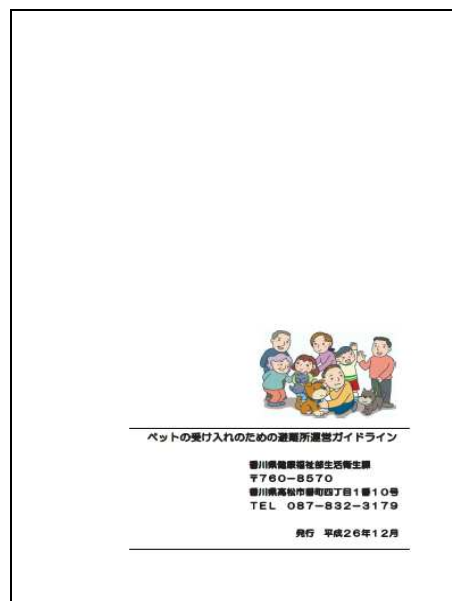 ペットの受け入れのための避難所運営ガイドライン
香川県健康福祉部生活衛生課
〒760-8570
香川県高松市番町四丁目1番10号
TEL 087-832-3179
発行 平成26年12月